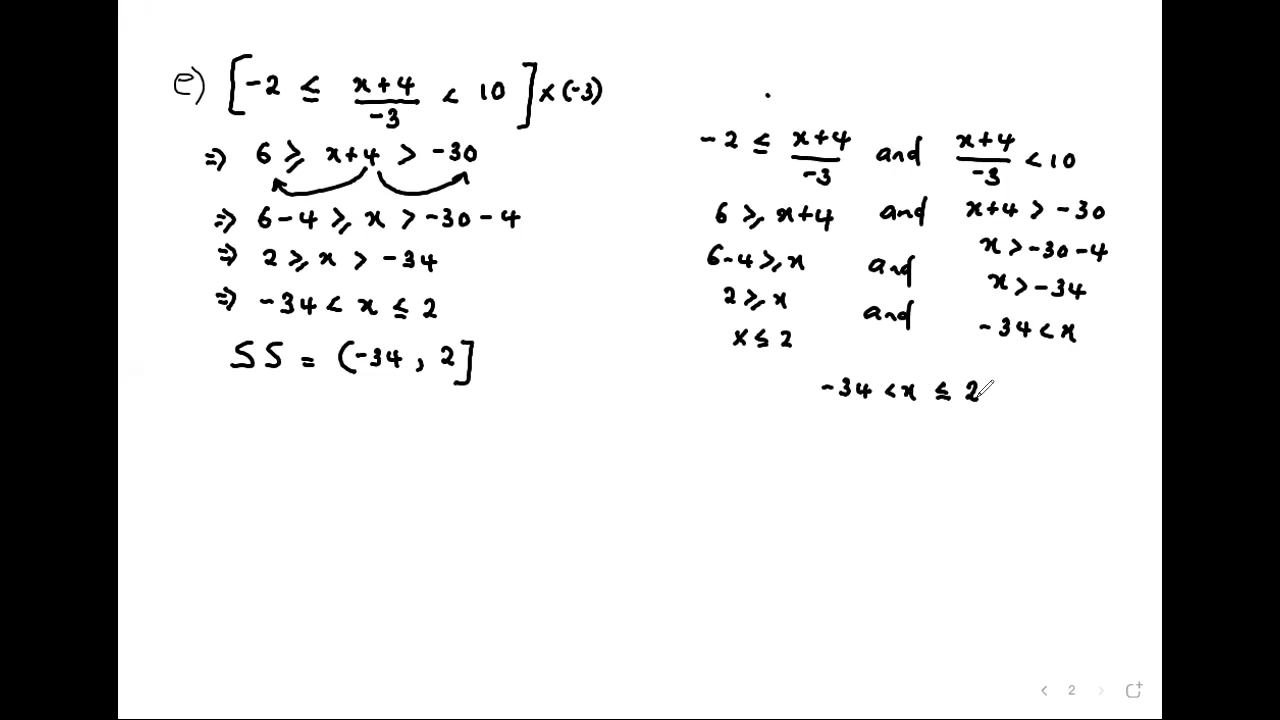 e) [-2 ≤ x+4/-3 < 10] × (-3)
⇒ 6 ≥ x+4 > -30
⇒ 6-4 ≥ x > -30-4
⇒ 2 ≥ x > -34
⇒ -34 < x ≤ 2
SS = (-34, 2]
-2 ≤ x+4/-3 and x+4/-3 < 10
6 ≥ x+4 and x+4 > -30
6-4 ≥ x and x > -30-4
2 ≥ x and x > -34
x ≤ 2 -34 < x
-34 < x ≤ 2
2